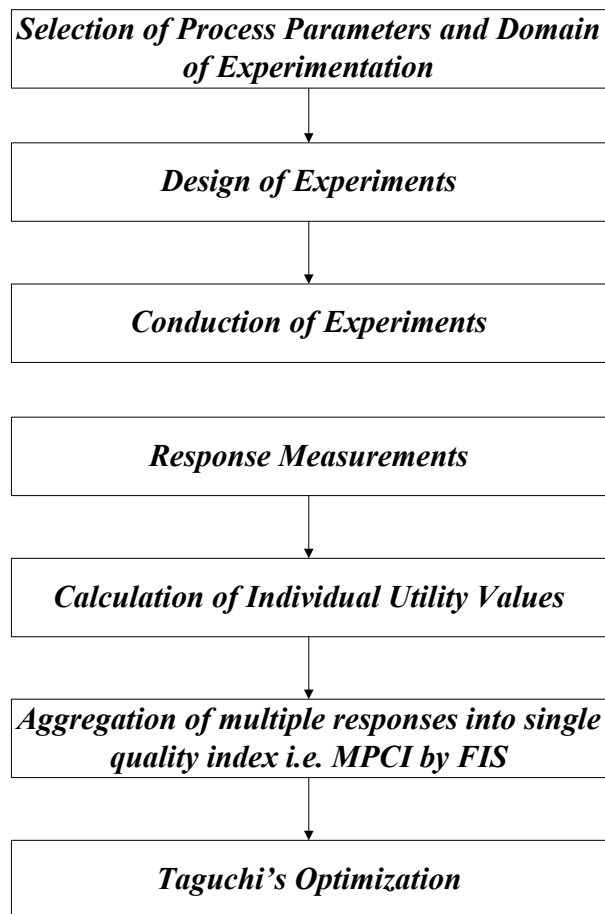 Selection of Process Parameters and Domain
of Experimentation
Design of Experiments
Conduction of Experiments
Response Measurements
Calculation of Individual Utility Values
Aggregation of multiple responses into single
quality index i.e. MPCI by FIS
Taguchi’s Optimization